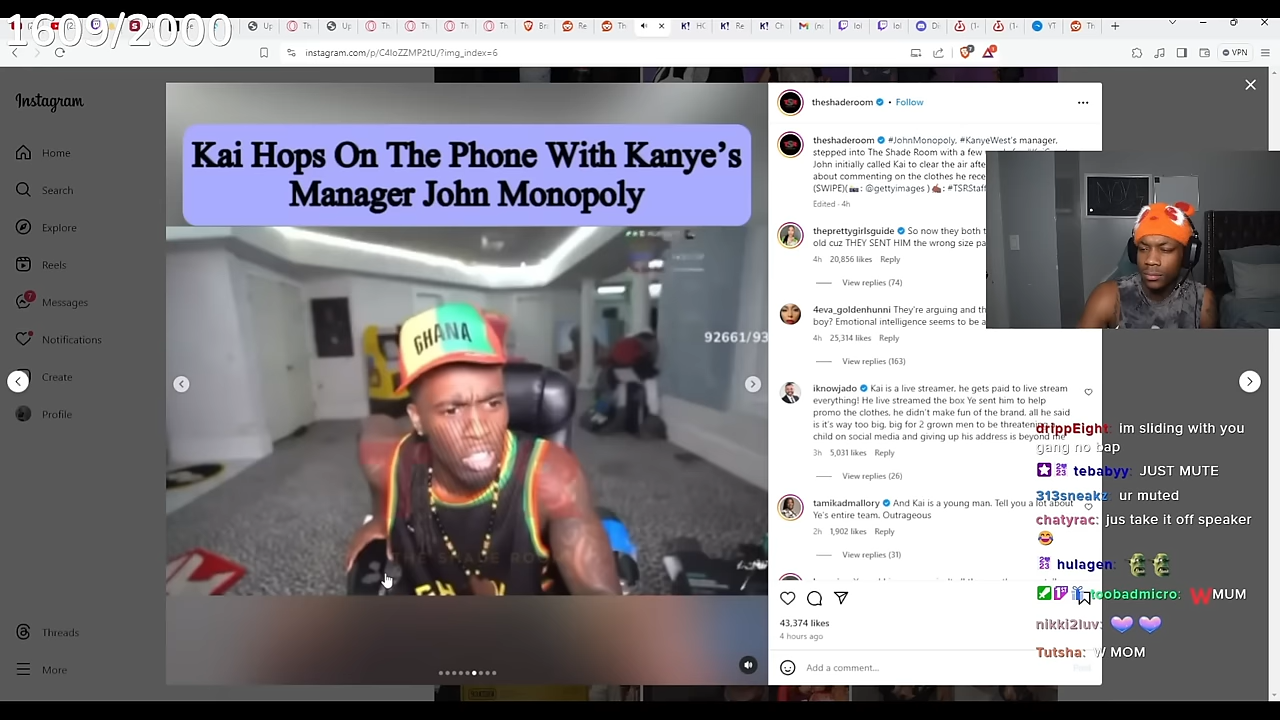 1609/2000
instagram.com/p/C4IoZZMP2tU/?img_index=6
VPN
Instagram
Home
Search
Explore
Reels
7
Messages
Notifications
Create
Profile
Threads
More
Kai Hops On The Phone With Kanye's
Manager John Monopoly
GHANA
92661/93
theshaderoom • Follow
theshaderoom #JohnMonopoly, #KanyeWest's manager,
stepped into The Shade Room with a few
John initially called Kai to clear the air
about commenting on the clothes he rece
(SWIPE)(📷: @gettyimages )✍🏾: #TSRStaff
Edited · 4h
theprettygirlsguide So now they both
old cuz THEY SENT HIM the wrong size pa
4h 20,856 likes Reply
View replies (74)
4eva_goldenhunni They're arguing and th
boy? Emotional intelligence seems to be a
4h 25,314 likes Reply
View replies (163)
iknowjado Kai is a live streamer, he gets paid to live stream
everything! He live streamed the box Ye sent him to help
promo the clothes, he didn't make fun of the brand, all he said
is it's way too big, big for 2 grown men to be threatening
child on social media and giving up his address is beyond me
3h 5,031 likes Reply
View replies (26)
tamikadmallory And Kai is a young man. Tell you a lot about
Ye's entire team. Outrageous
2h 1,902 likes Reply
View replies (31)
43,374 likes
4 hours ago
Add a comment...
Post
drippEight: im sliding with you
gang no bap
tebabyy: JUST MUTE
313sneakz: ur muted
chatyrac: jus take it off speaker
😂
hulagen:
toobadmicro: W MUM
nikki2luv:
Tutsha: W MOM